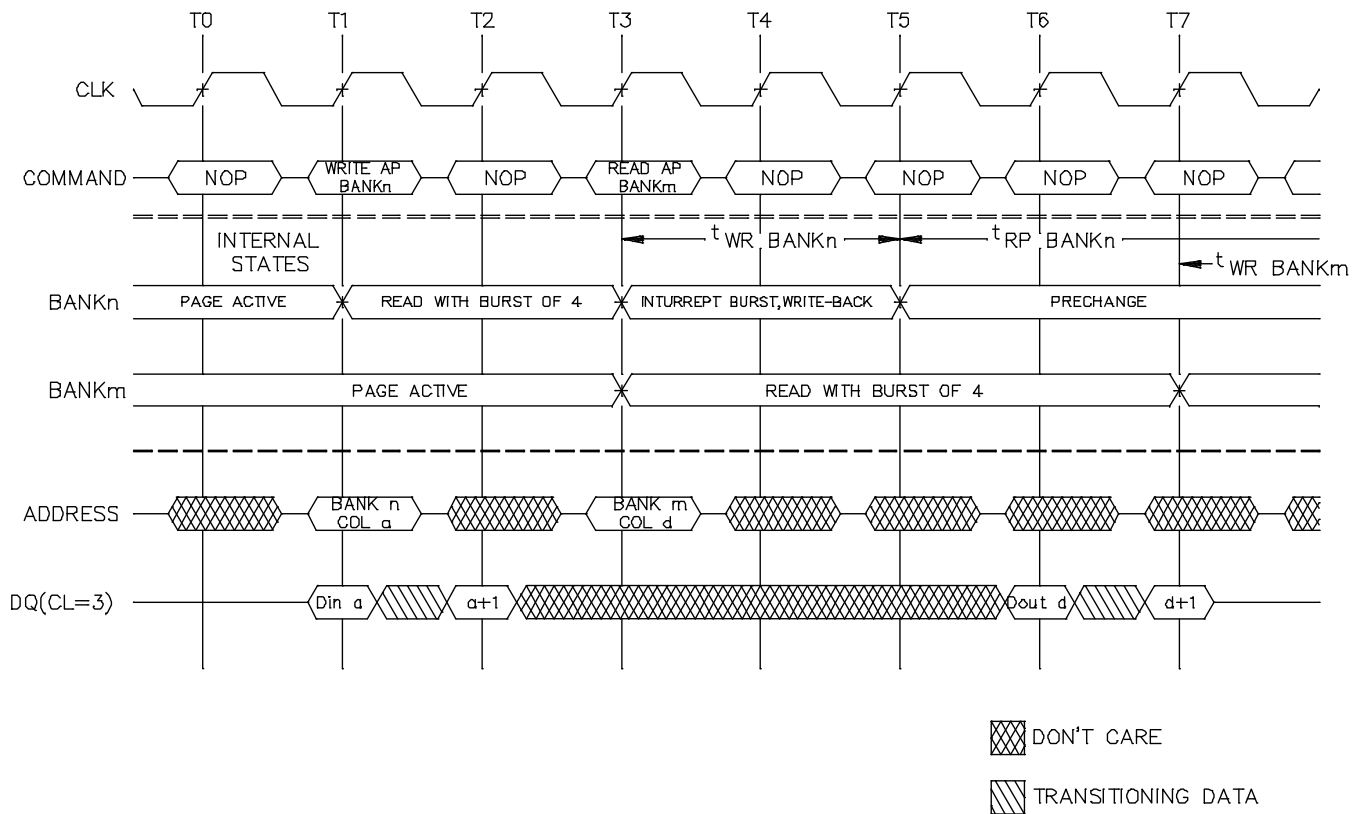 T0 T1 T2 T3 T4 T5 T6 T7
CLK
COMMAND NOP WRITE AP BANKn NOP READ AP BANKm NOP NOP NOP NOP
INTERNAL STATES
tWR BANKn tRP BANKn
tWR BANKm
BANKn PAGE ACTIVE READ WITH BURST OF 4 INTURREPT BURST,WRITE-BACK PRECHANGE
BANKm PAGE ACTIVE READ WITH BURST OF 4
ADDRESS BANK n COL a BANK m COL d
DQ(CL=3) Din a a+1 Dout d d+1
DON'T CARE
TRANSITIONING DATA